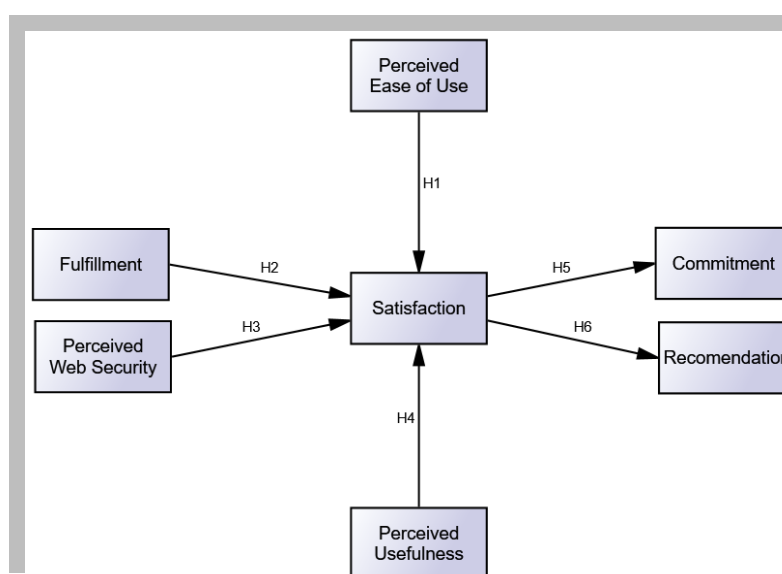 Perceived
Ease of Use
H1
Fulfillment
H2
H5
Commitment
Satisfaction
Perceived
Web Security
H3
H6
Recomendation
H4
Perceived
Usefulness